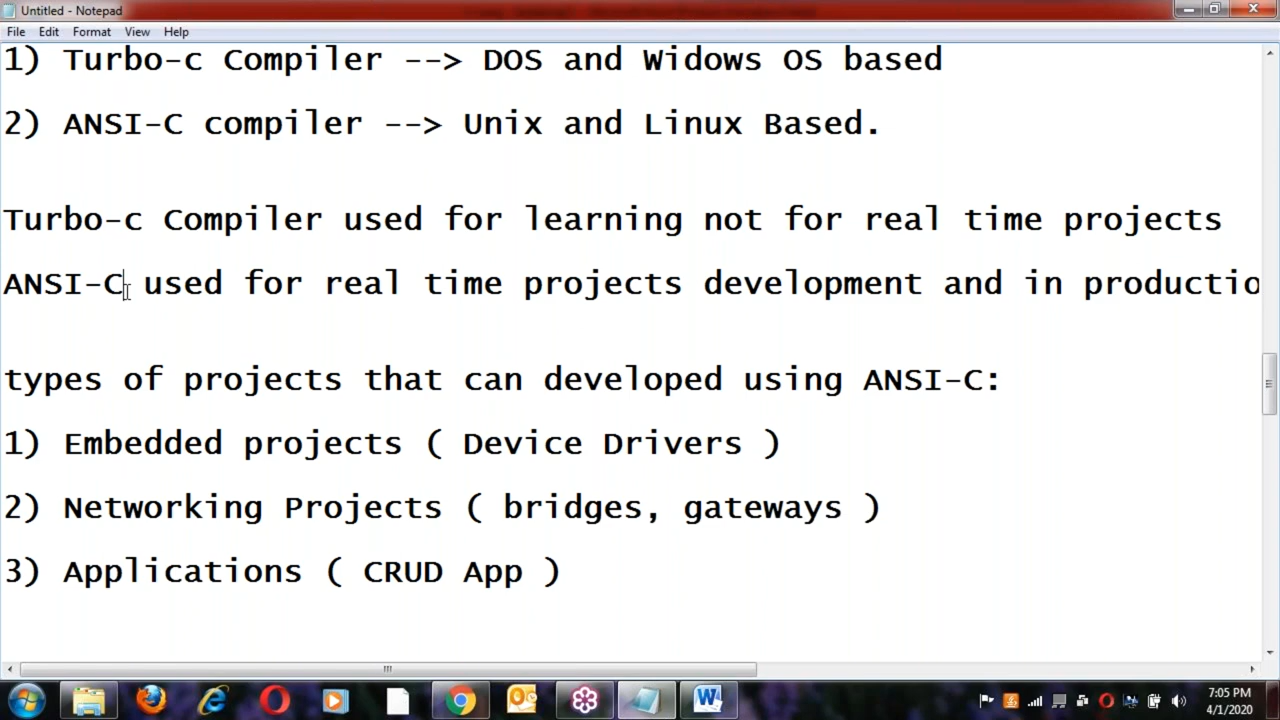 Untitled - Notepad
File Edit Format View Help
1) Turbo-c Compiler --> DOS and Widows OS based
2) ANSI-C compiler --> Unix and Linux Based.
Turbo-c Compiler used for learning not for real time projects
ANSI-C used for real time projects development and in productio
types of projects that can developed using ANSI-C:
1) Embedded projects ( Device Drivers )
2) Networking Projects ( bridges, gateways )
3) Applications ( CRUD App )
7:05 PM
4/1/2020